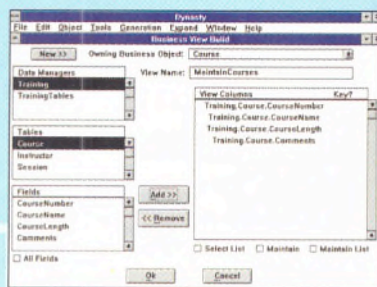 Dynasty
File Edit Object Tools Generation Expand Window Help
Business View Build
New >> Owning Business Object: Course
Data Managers View Name: MaintainCourses
Training
TrainingTables
View Columns Key?
Training.Course.CourseNumber
Training.Course.CourseName
Training.Course.CourseLength
Training.Course.Comments
Tables
Course
Instructor
Session
Fields
CourseNumber
CourseName
CourseLength
Comments
All Fields
Add >>
<< Remove
Select List Maintain Maintain List
Ok Cancel